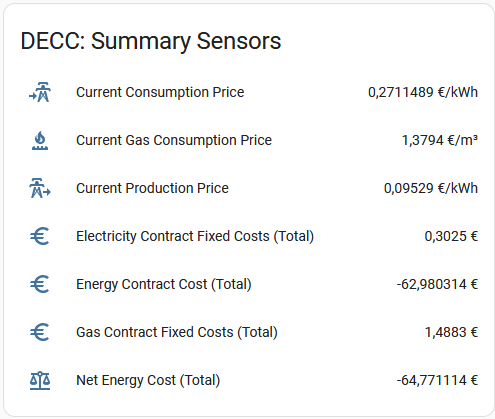 DECC: Summary Sensors
Current Consumption Price 0,2711489 €/kWh
Current Gas Consumption Price 1,3794 €/m³
Current Production Price 0,09529 €/kWh
Electricity Contract Fixed Costs (Total) 0,3025 €
Energy Contract Cost (Total) -62,980314 €
Gas Contract Fixed Costs (Total) 1,4883 €
Net Energy Cost (Total) -64,771114 €